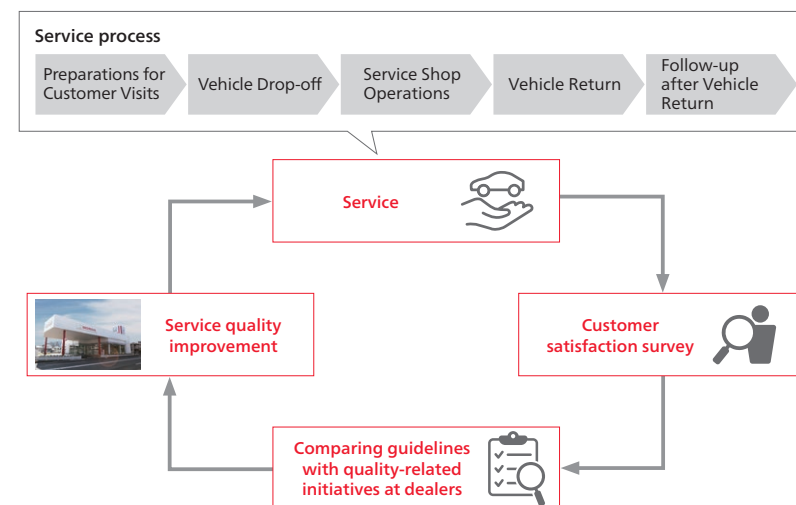 Service process
Preparations for
Customer Visits
Vehicle Drop-off
Service Shop
Operations
Vehicle Return
Follow-up
after Vehicle
Return
Service
Service quality
improvement
Customer
satisfaction survey
Comparing guidelines
with quality-related
initiatives at dealers